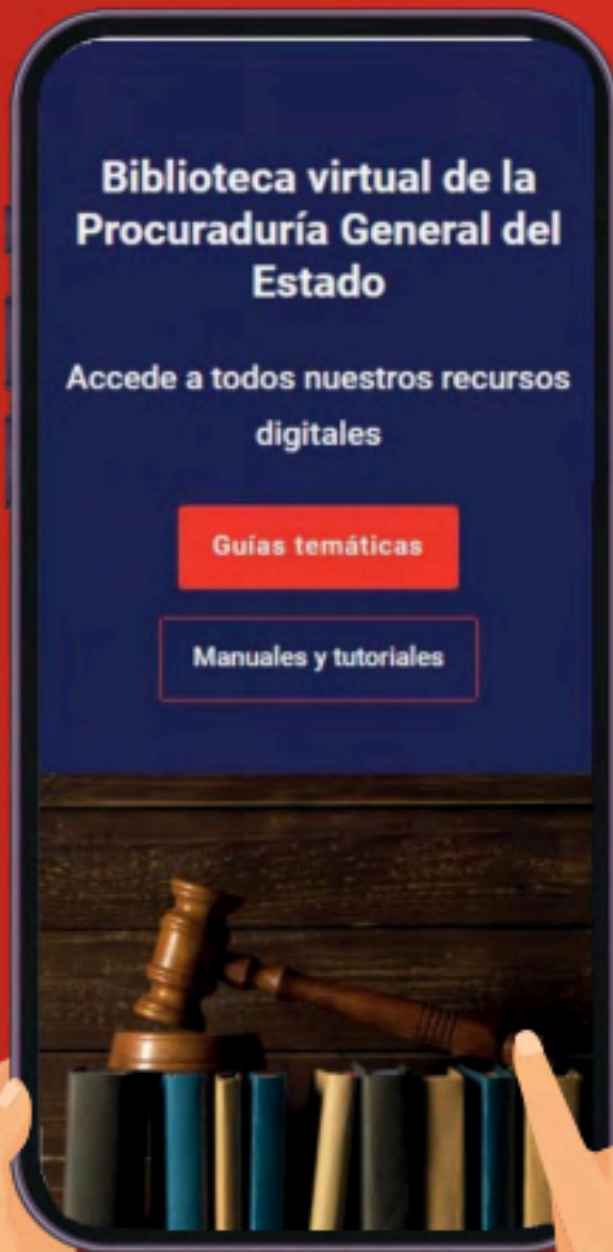 Biblioteca virtual de la
Procuraduría General del
Estado
Accede a todos nuestros recursos
digitales
Guías temáticas
Manuales y tutoriales